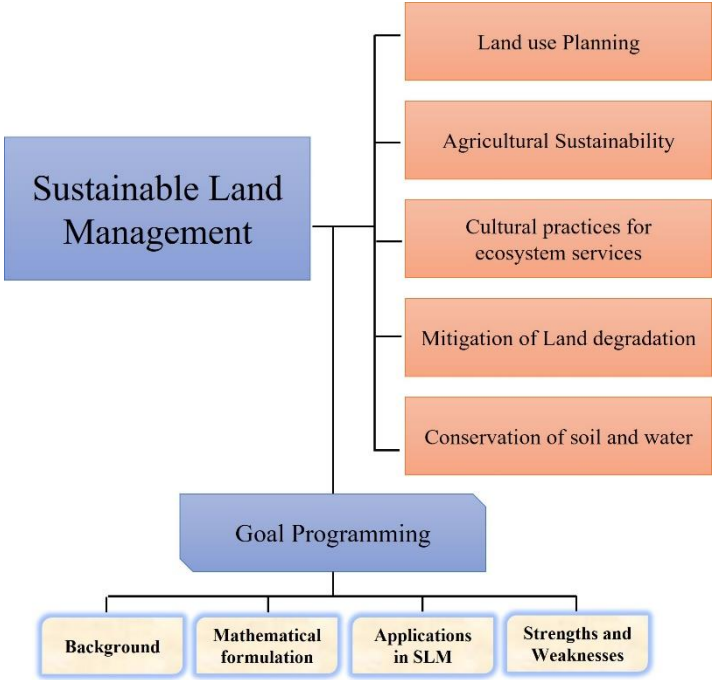 Land use Planning
Agricultural Sustainability
Sustainable Land
Management
Cultural practices for
ecosystem services
Mitigation of Land degradation
Conservation of soil and water
Goal Programming
Background
Mathematical
formulation
Applications
in SLM
Strengths and
Weaknesses